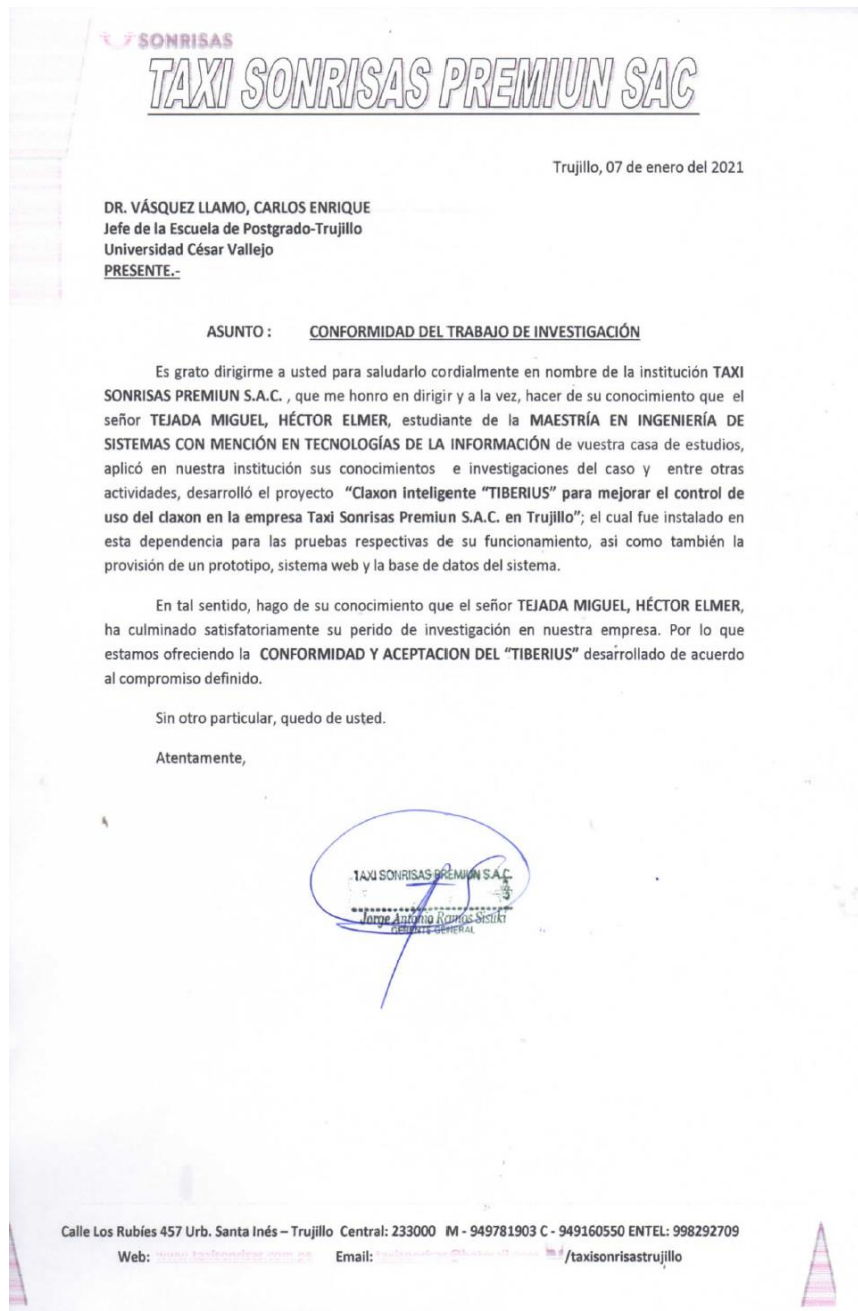 SONRISAS
TAXI SONRISAS PREMIUN SAC
Trujillo, 07 de enero del 2021
DR. VÁSQUEZ LLAMO, CARLOS ENRIQUE
Jefe de la Escuela de Postgrado-Trujillo
Universidad César Vallejo
PRESENTE.-
ASUNTO : CONFORMIDAD DEL TRABAJO DE INVESTIGACIÓN
Es grato dirigirme a usted para saludarlo cordialmente en nombre de la institución TAXI
SONRISAS PREMIUN S.A.C. , que me honro en dirigir y a la vez, hacer de su conocimiento que el
señor TEJADA MIGUEL, HÉCTOR ELMER, estudiante de la MAESTRÍA EN INGENIERÍA DE
SISTEMAS CON MENCIÓN EN TECNOLOGÍAS DE LA INFORMACIÓN de vuestra casa de estudios,
aplicó en nuestra institución sus conocimientos e investigaciones del caso y entre otras
actividades, desarrolló el proyecto "Claxon inteligente "TIBERIUS" para mejorar el control de
uso del claxon en la empresa Taxi Sonrisas Premiun S.A.C. en Trujillo"; el cual fue instalado en
esta dependencia para las pruebas respectivas de su funcionamiento, asi como también la
provisión de un prototipo, sistema web y la base de datos del sistema.
En tal sentido, hago de su conocimiento que el señor TEJADA MIGUEL, HÉCTOR ELMER,
ha culminado satisfactoriamente su perido de investigación en nuestra empresa. Por lo que
estamos ofreciendo la CONFORMIDAD Y ACEPTACION DEL "TIBERIUS" desarrollado de acuerdo
al compromiso definido.
Sin otro particular, quedo de usted.
Atentamente,
TAXI SONRISAS PREMIUN S.A.C.
Jorge Antonio Ramos Sisliki
GERENTE GENERAL
Calle Los Rubíes 457 Urb. Santa Inés – Trujillo Central: 233000 M - 949781903 C - 949160550 ENTEL: 998292709
Web: Email: /taxisonrisastrujillo